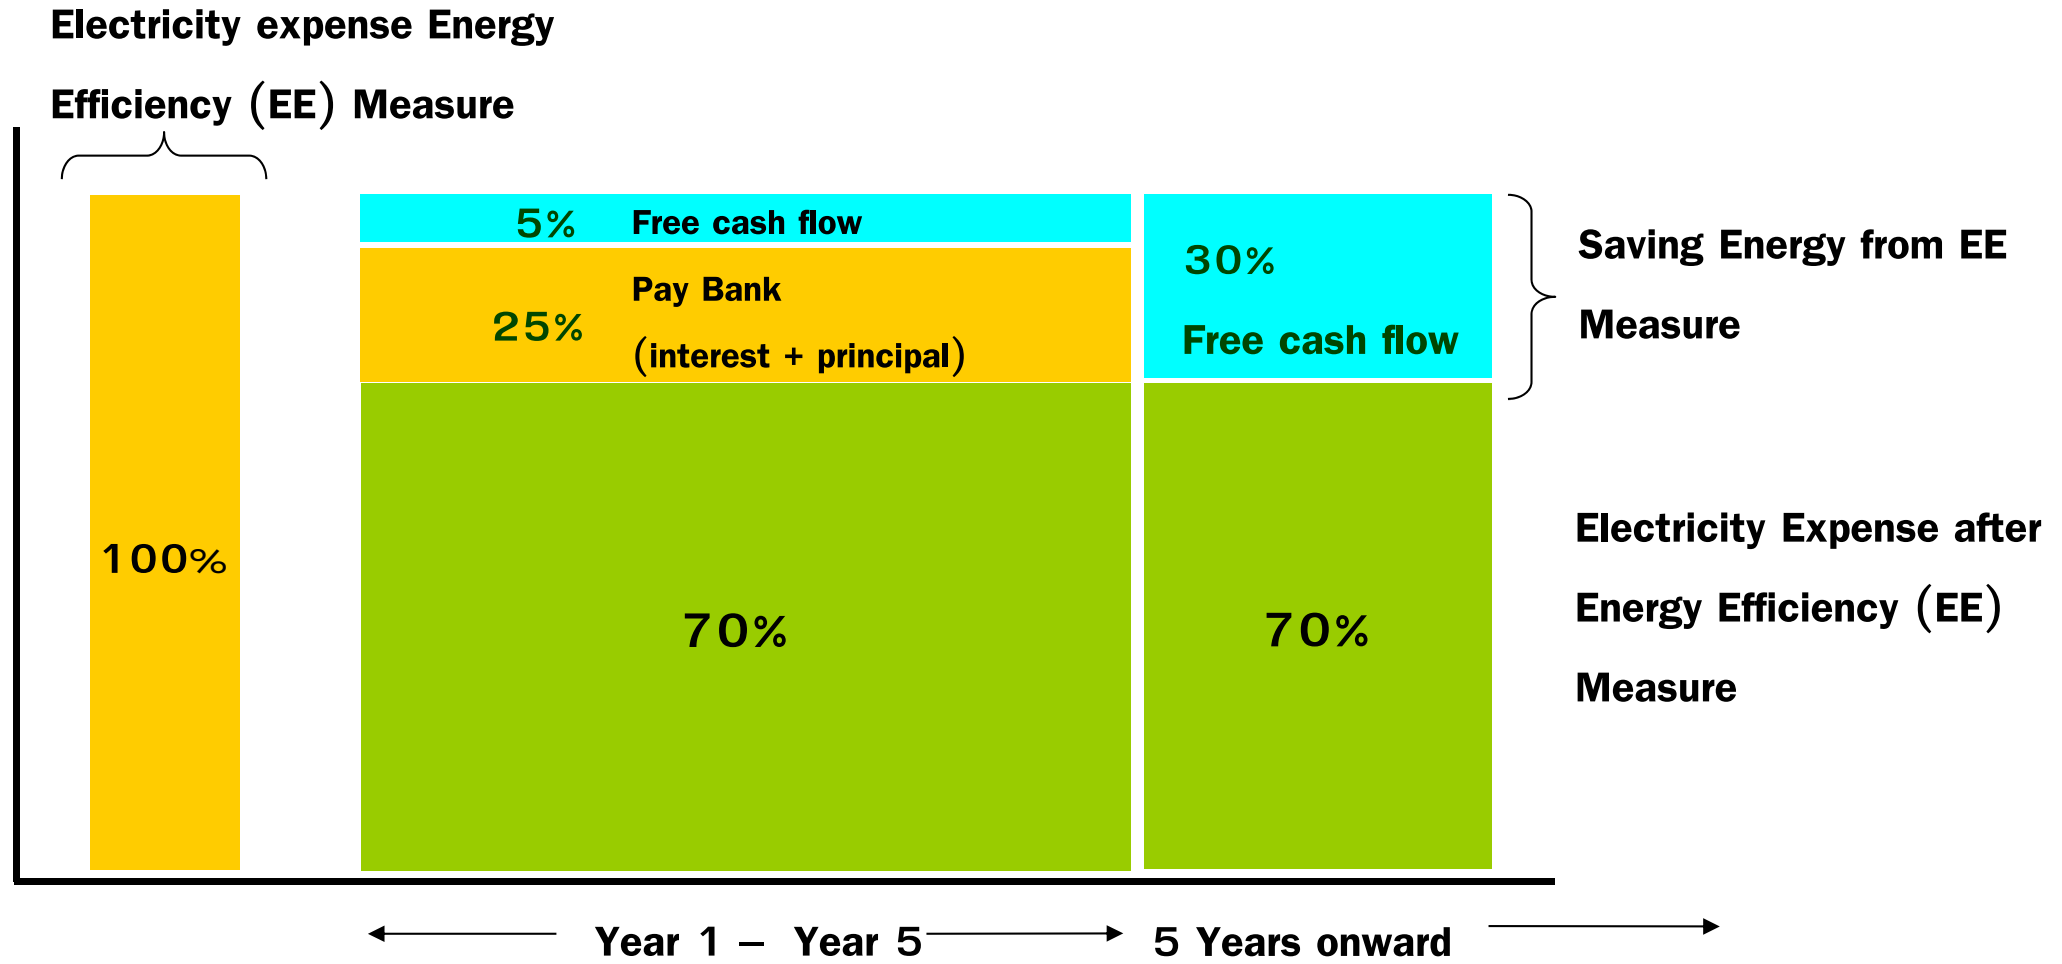 Electricity expense Energy
Efficiency (EE) Measure
100%
5% Free cash flow
25% Pay Bank
(interest + principal)
70%
30%
Free cash flow
70%
Saving Energy from EE
Measure
Electricity Expense after
Energy Efficiency (EE)
Measure
Year 1 – Year 5
5 Years onward